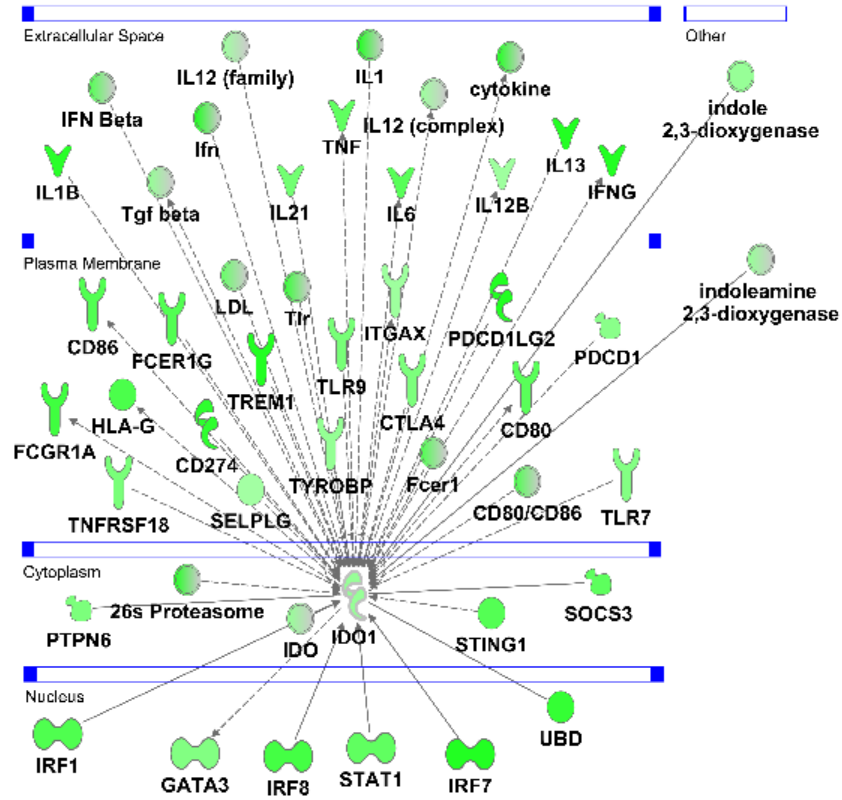 Extracellular Space
Other
IL12 (family)
IL1
cytokine
IFN Beta
Ifn
TNF
IL12 (complex)
indole
2,3-dioxygenase
IL13
IL1B
Tgf beta
IL21
IL6
IL12B
IFNG
Plasma Membrane
LDL
Tlr
ITGAX
PDCD1LG2
indoleamine
2,3-dioxygenase
CD86
FCER1G
PDCD1
TREM1
TLR9
CTLA4
CD80
HLA-G
FCGR1A
CD274
TYROBP
Fcer1
TNFRSF18
SELPLG
CD80/CD86
TLR7
Cytoplasm
26s Proteasome
SOCS3
PTPN6
IDO
IDO1
STING1
Nucleus
UBD
IRF1
GATA3
IRF8
STAT1
IRF7